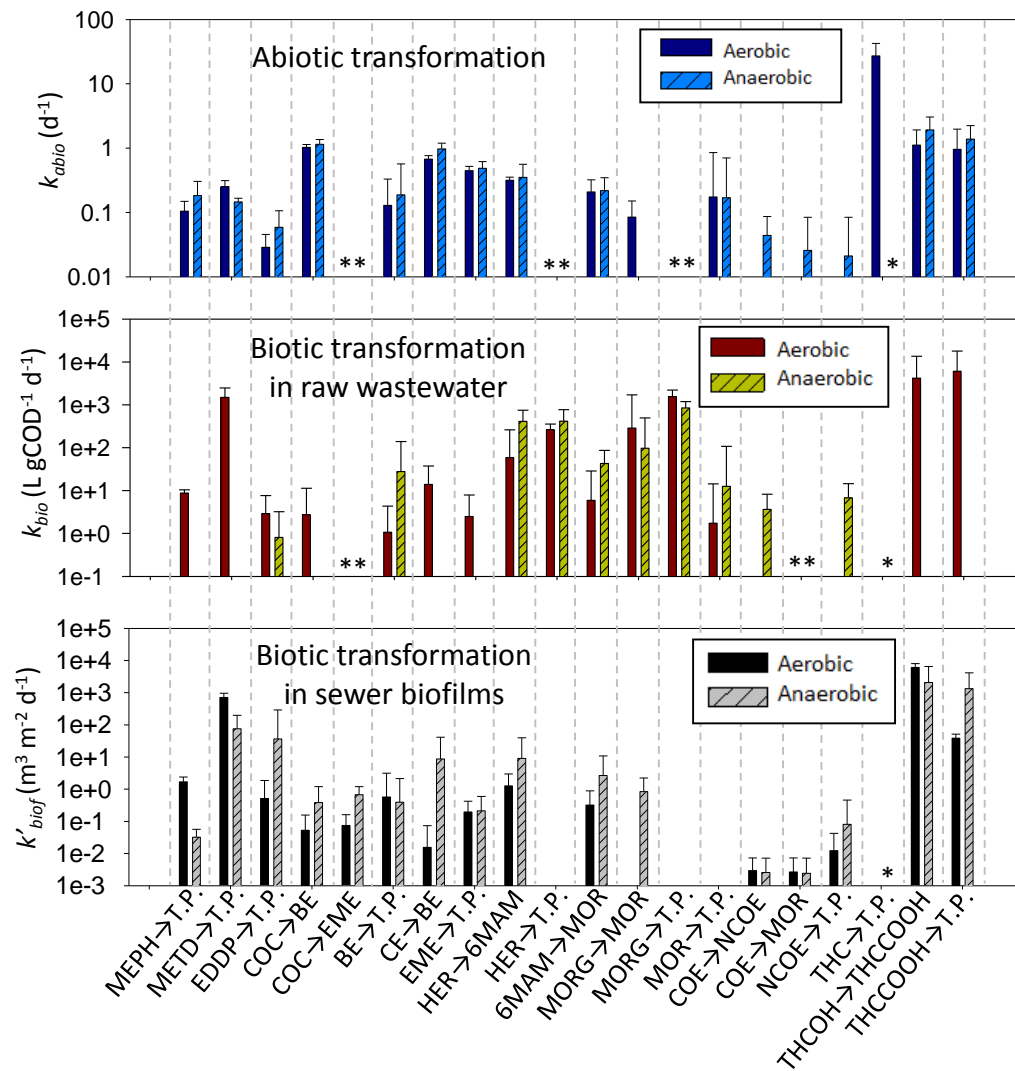 Abiotic transformation
Aerobic
Anaerobic
k_abio (d⁻¹)
100
10
1
0.1
0.01
** ** ** *
Biotic transformation
in raw wastewater
Aerobic
Anaerobic
k_bio (L gCOD⁻¹ d⁻¹)
1e+5
1e+4
1e+3
1e+2
1e+1
1e+0
1e-1
** ** *
Biotic transformation
in sewer biofilms
Aerobic
Anaerobic
k'_biof (m³ m⁻² d⁻¹)
1e+5
1e+4
1e+3
1e+2
1e+1
1e+0
1e-1
1e-2
1e-3
*
MEPH→T.P.
METD→T.P.
EDDP→T.P.
COC→BE
COC→EME
BE→T.P.
CE→BE
EME→T.P.
HER→6MAM
HER→T.P.
6MAM→MOR
MORG→MOR
MORG→T.P.
MOR→T.P.
COE→NCOE
COE→MOR
NCOE→T.P.
THC→T.P.
THCOH→THCCOOH
THCCOOH→T.P.